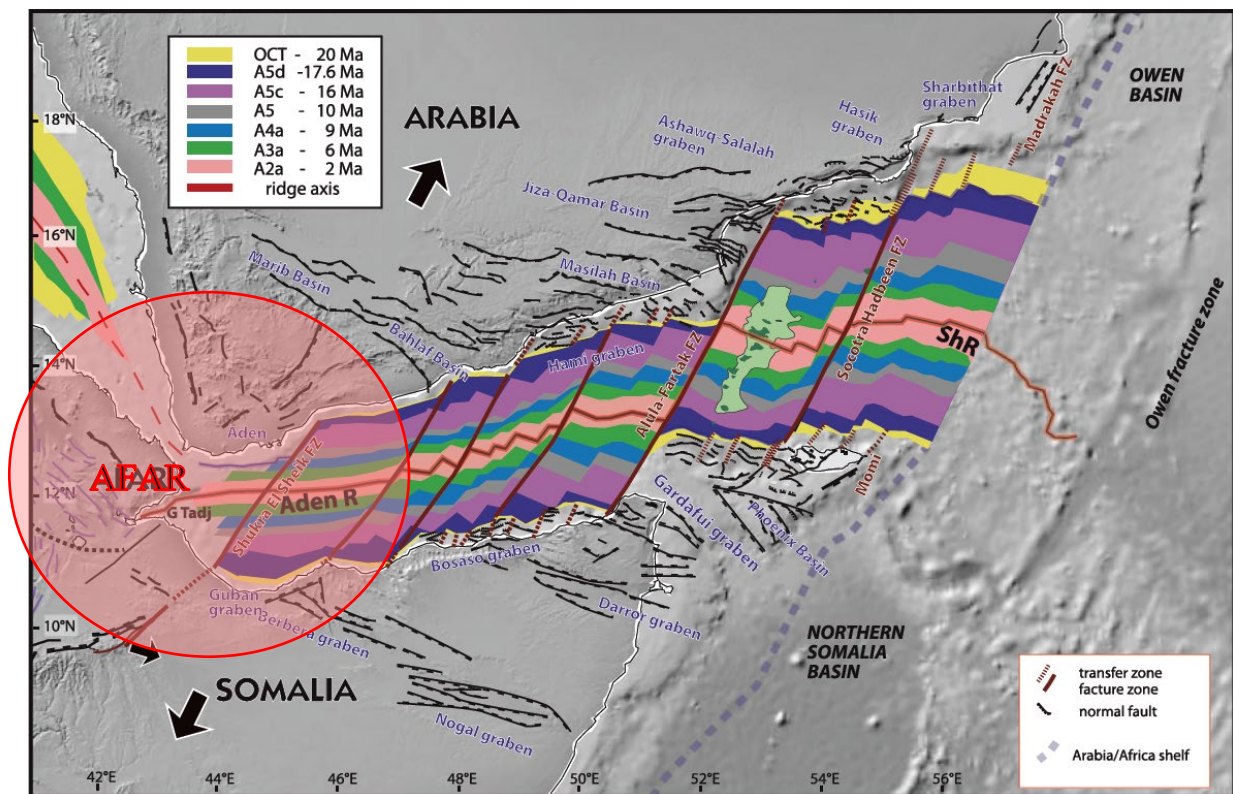 OCT - 20 Ma
A5d -17.6 Ma
A5c - 16 Ma
A5 - 10 Ma
A4a - 9 Ma
A3a - 6 Ma
A2a - 2 Ma
ridge axis
ARABIA
OWEN
BASIN
Madrakah FZ
Sharbithat
graben
Hasik
graben
Ashawq-Salalah
graben
Jiza-Qamar Basin
18°N
16°N
14°N
12°N
10°N
Marib Basin
Masilah Basin
Balhaf Basin
Hami graben
Alula-Fartak FZ
Socotra Hadbeen FZ
ShR
Owen fracture zone
Aden
AFAR
G Tadj
Shukra El Sheik FZ
Aden R
Momi
Gardafui graben
Phoenix Basin
Bosaso graben
Guban
graben
Berbera graben
Darror graben
SOMALIA
Nogal graben
NORTHERN
SOMALIA
BASIN
transfer zone
facture zone
normal fault
Arabia/Africa shelf
42°E
44°E
46°E
48°E
50°E
52°E
54°E
56°E